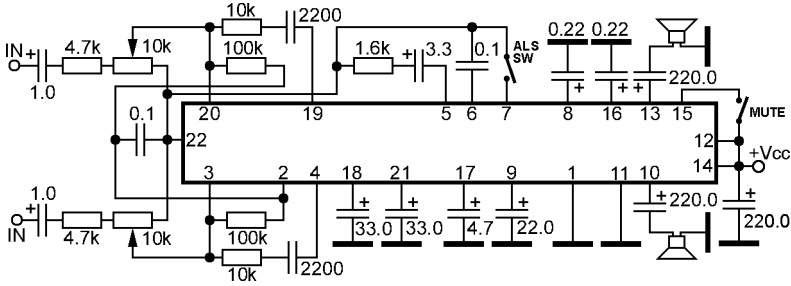 10k 2200 0.22 0.22
IN + 4.7k 10k 100k 1.6k + 3.3 0.1 ALS SW
1.0 + + + 220.0
20 19 5 6 7 8 16 13 15
MUTE
0.1
22 12
14 +VCC
3 2 4 18 21 17 9 1 11 10
1.0 + + + + + + 220.0 +
+ 10k 100k 33.0 33.0 4.7 22.0 220.0
IN 4.7k
10k 2200